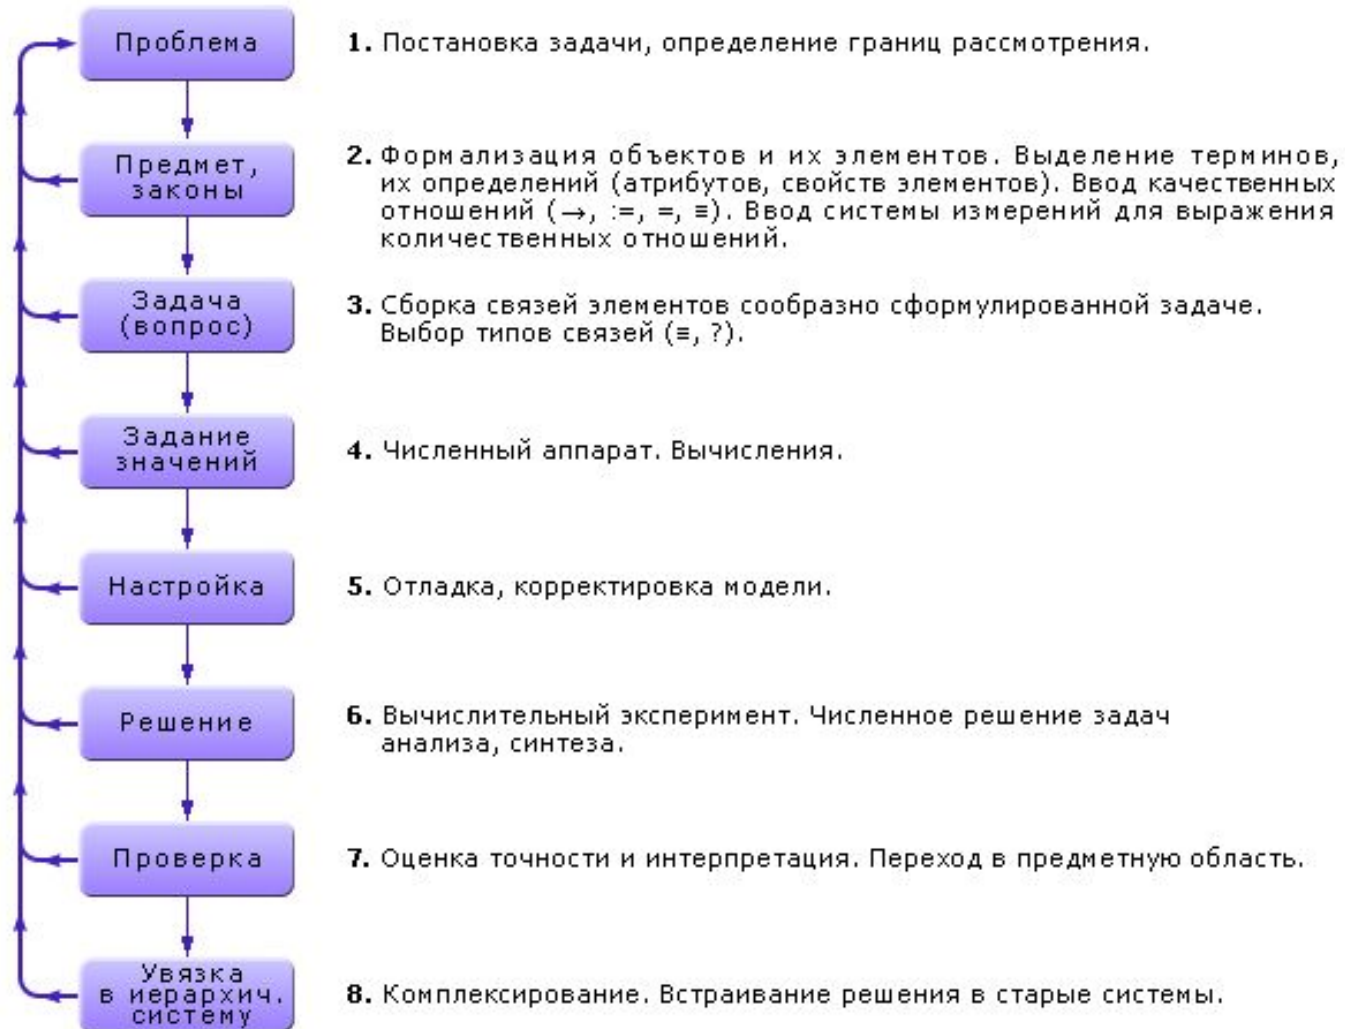 Проблема
1. Постановка задачи, определение границ рассмотрения.
Предмет,
законы
2. Формализация объектов и их элементов. Выделение терминов,
их определений (атрибутов, свойств элементов). Ввод качественных
отношений (→, :=, =, ≡). Ввод системы измерений для выражения
количественных отношений.
Задача
(вопрос)
3. Сборка связей элементов сообразно сформулированной задаче.
Выбор типов связей (≡, ?).
Задание
значений
4. Численный аппарат. Вычисления.
Настройка
5. Отладка, корректировка модели.
Решение
6. Вычислительный эксперимент. Численное решение задач
анализа, синтеза.
Проверка
7. Оценка точности и интерпретация. Переход в предметную область.
Увязка
в иерархич.
систему
8. Комплексирование. Встраивание решения в старые системы.